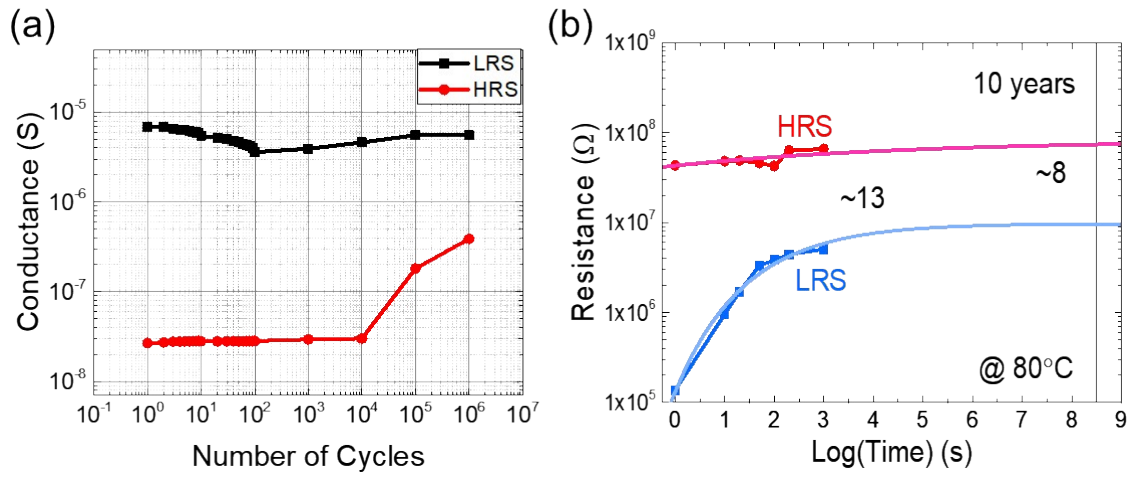 (a)
Conductance (S)
10⁻⁵
10⁻⁶
10⁻⁷
10⁻⁸
LRS
HRS
10⁻¹ 10⁰ 10¹ 10² 10³ 10⁴ 10⁵ 10⁶ 10⁷
Number of Cycles
(b)
Resistance (Ω)
1x10⁹
1x10⁸
1x10⁷
1x10⁶
1x10⁵
10 years
HRS
~8
~13
LRS
@ 80°C
0 1 2 3 4 5 6 7 8 9
Log(Time) (s)